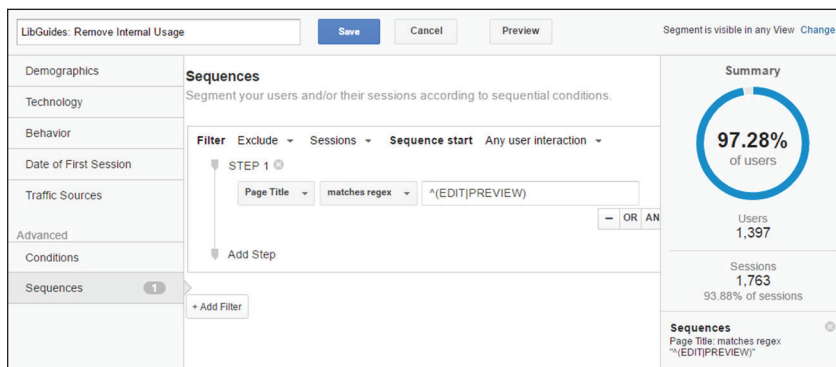 LibGuides: Remove Internal Usage
Save
Cancel
Preview
Segment is visible in any View Change
Demographics
Technology
Behavior
Date of First Session
Traffic Sources
Advanced
Conditions
Sequences 1
Sequences
Segment your users and/or their sessions according to sequential conditions.
Filter Exclude Sessions Sequence start Any user interaction
STEP 1
Page Title matches regex ^(EDIT|PREVIEW)
– OR AN
Add Step
+ Add Filter
Summary
97.28%
of users
Users
1,397
Sessions
1,763
93.88% of sessions
Sequences
Page Title: matches regex
"^(EDIT|PREVIEW)"